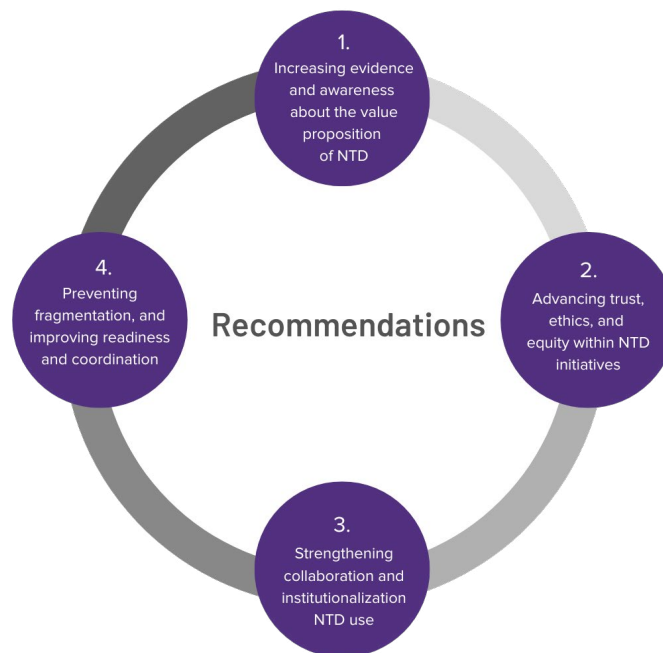 1.
Increasing evidence
and awareness
about the value
proposition
of NTD
2.
Advancing trust,
ethics, and
equity within NTD
initiatives
Recommendations
4.
Preventing
fragmentation, and
improving readiness
and coordination
3.
Strengthening
collaboration and
institutionalization
NTD use